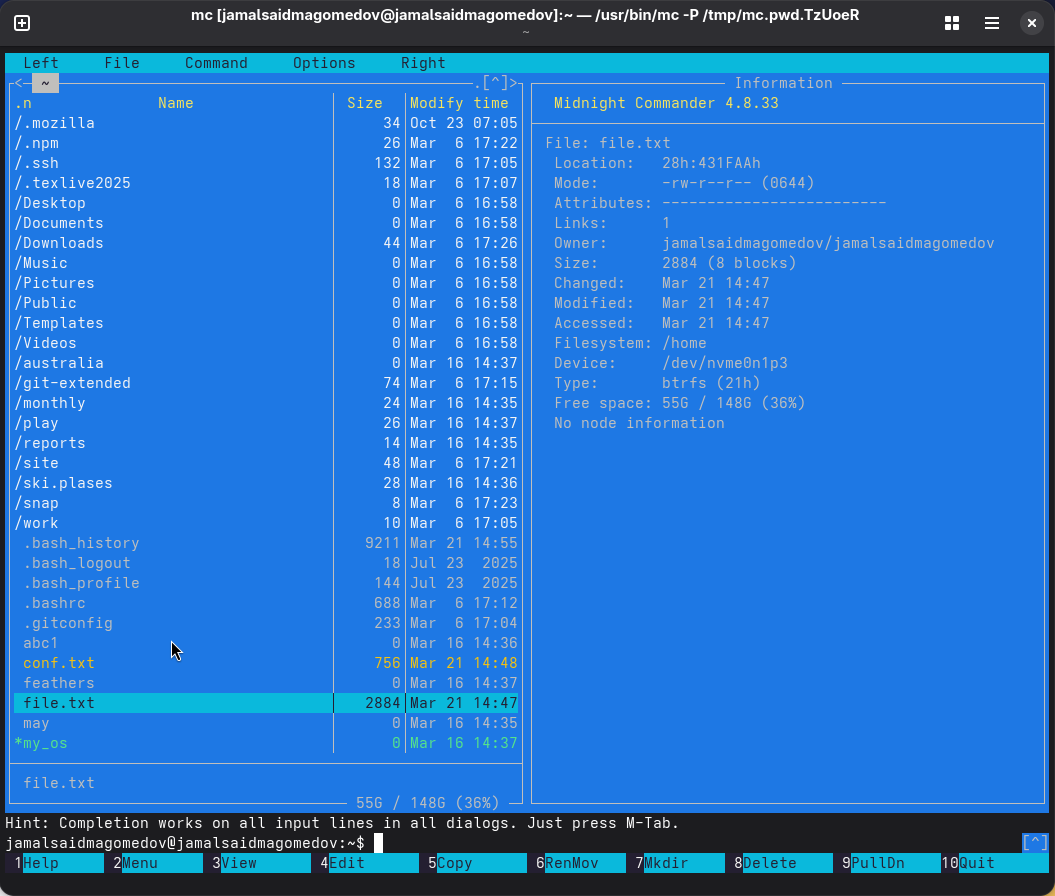 mc [jamalsaidmagomedov@jamalsaidmagomedov]:~ — /usr/bin/mc -P /tmp/mc.pwd.TzUoeR
~
Left File Command Options Right
<─ ~ .[^]>
.n Name Size Modify time
/.mozilla 34 Oct 23 07:05
/.npm 26 Mar 6 17:22
/.ssh 132 Mar 6 17:05
/.texlive2025 18 Mar 6 17:07
/Desktop 0 Mar 6 16:58
/Documents 0 Mar 6 16:58
/Downloads 44 Mar 6 17:26
/Music 0 Mar 6 16:58
/Pictures 0 Mar 6 16:58
/Public 0 Mar 6 16:58
/Templates 0 Mar 6 16:58
/Videos 0 Mar 6 16:58
/australia 0 Mar 16 14:37
/git-extended 74 Mar 6 17:15
/monthly 24 Mar 16 14:35
/play 26 Mar 16 14:37
/reports 14 Mar 16 14:35
/site 48 Mar 6 17:21
/ski.plases 28 Mar 16 14:36
/snap 8 Mar 6 17:23
/work 10 Mar 6 17:05
.bash_history 9211 Mar 21 14:55
.bash_logout 18 Jul 23 2025
.bash_profile 144 Jul 23 2025
.bashrc 688 Mar 6 17:12
.gitconfig 233 Mar 6 17:04
abc1 0 Mar 16 14:36
conf.txt 756 Mar 21 14:48
feathers 0 Mar 16 14:37
file.txt 2884 Mar 21 14:47
may 0 Mar 16 14:35
*my_os 0 Mar 16 14:37
file.txt
55G / 148G (36%)
Information
Midnight Commander 4.8.33
File: file.txt
Location: 28h:431FAAh
Mode: -rw-r--r-- (0644)
Attributes: -------------------------
Links: 1
Owner: jamalsaidmagomedov/jamalsaidmagomedov
Size: 2884 (8 blocks)
Changed: Mar 21 14:47
Modified: Mar 21 14:47
Accessed: Mar 21 14:47
Filesystem: /home
Device: /dev/nvme0n1p3
Type: btrfs (21h)
Free space: 55G / 148G (36%)
No node information
Hint: Completion works on all input lines in all dialogs. Just press M-Tab.
jamalsaidmagomedov@jamalsaidmagomedov:~$ [^]
1Help 2Menu 3View 4Edit 5Copy 6RenMov 7Mkdir 8Delete 9PullDn 10Quit